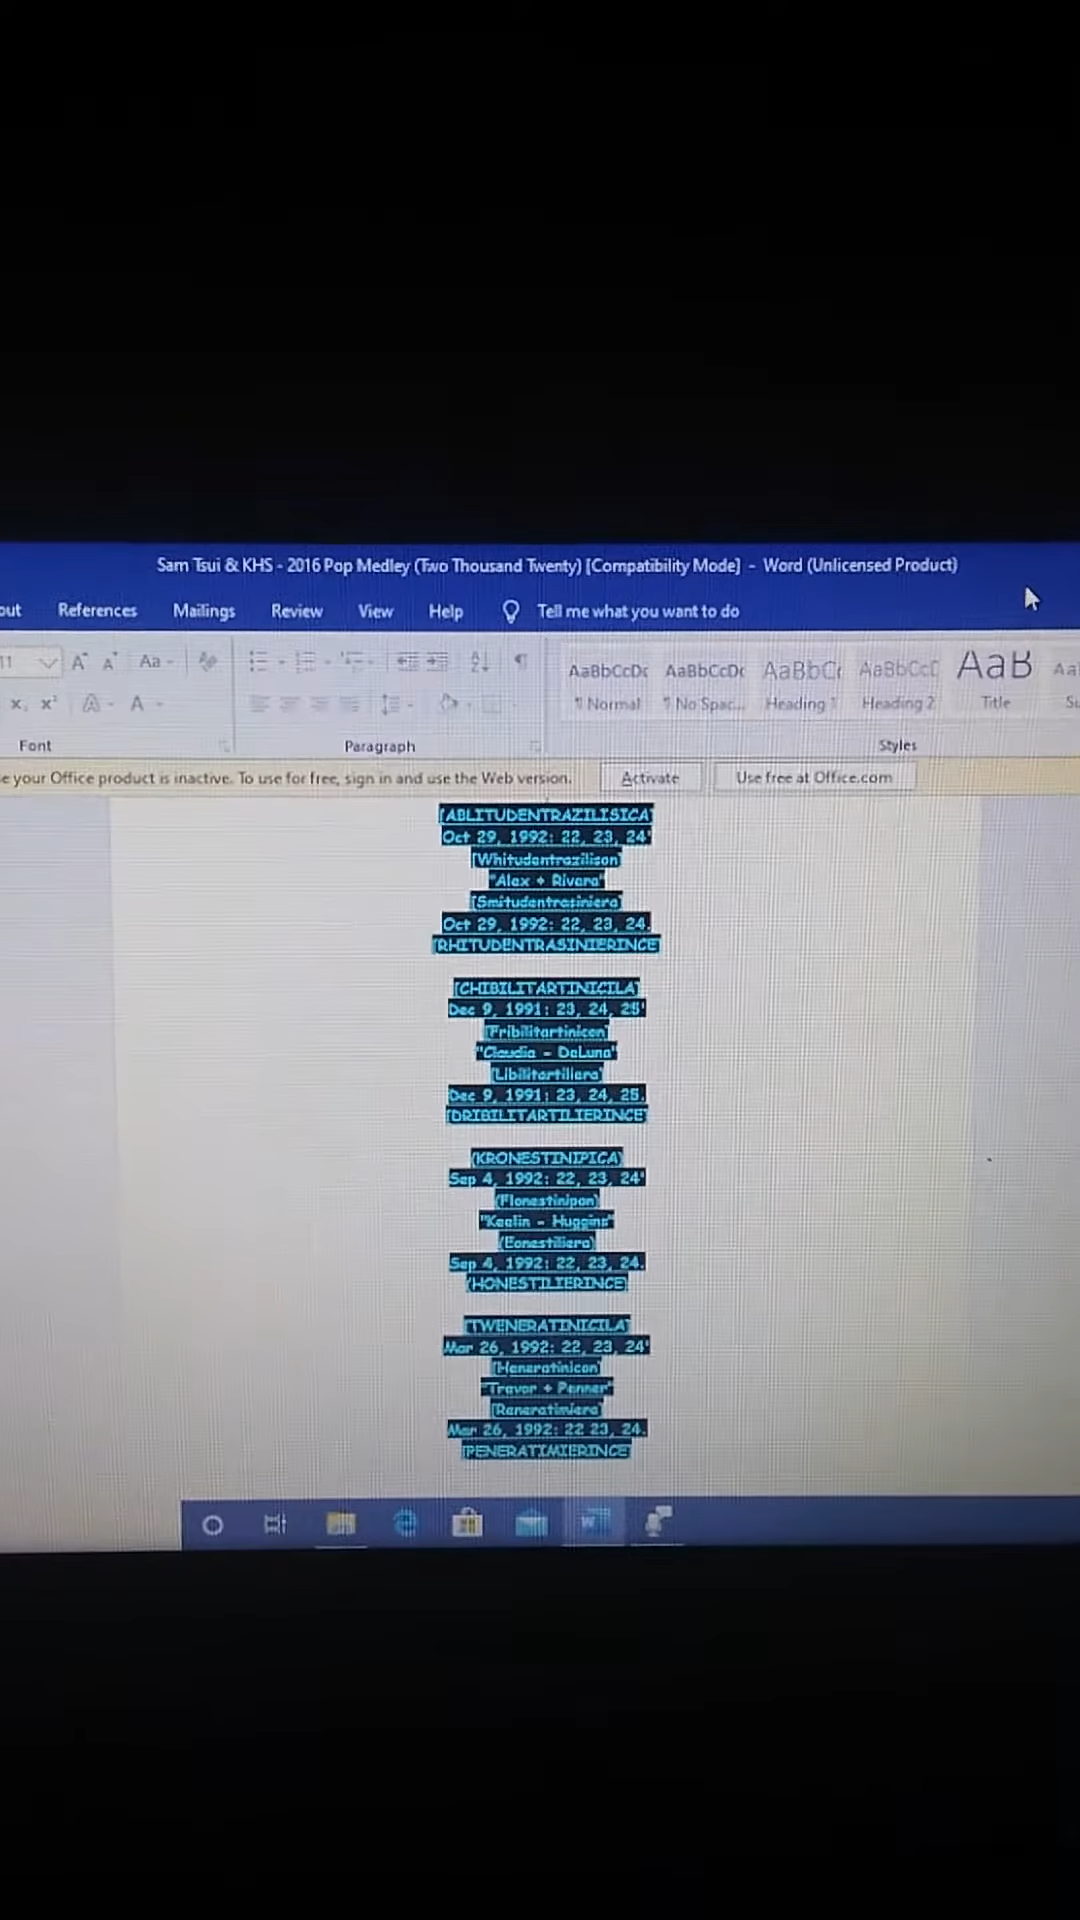 Sam Tsui & KHS - 2016 Pop Medley (Two Thousand Twenty) [Compatibility Mode] - Word (Unlicensed Product)
out References Mailings Review View Help Tell me what you want to do
11 Aa
AaBbCcDc AaBbCcDc AaBbCc AaBbCcD AaB AaB
¶ Normal ¶ No Spac... Heading 1 Heading 2 Title Su
Font Paragraph Styles
e your Office product is inactive. To use for free, sign in and use the Web version. Activate Use free at Office.com
[ABLITUDENTRAZILISICA]
Oct 29, 1992: 22, 23, 24'
[Whitudentrazilison]
"Alex + Rivera"
[Smitudentrasiniera]
Oct 29, 1992: 22, 23, 24.
[RHITUDENTRASINIERINCE]
[CHIBILITARTINICILA]
Dec 9, 1991: 23, 24, 25'
[Fribilitartinicon]
"Claudia - DeLuna"
[Libilitartiliera]
Dec 9, 1991: 23, 24, 25.
[DRIBILITARTILIERINCE]
(KRONESTINIPICA)
Sep 4, 1992: 22, 23, 24'
(Flonestinipon)
"Kealin - Huggins"
(Eonestiliera)
Sep 4, 1992: 22, 23, 24.
(HONESTILIERINCE)
[TWENERATINICILA]
Mar 26, 1992: 22, 23, 24'
[Heneratinicon]
"Trevor + Penner"
[Reneratimiera]
Mar 26, 1992: 22 23, 24.
[PENERATIMIERINCE]